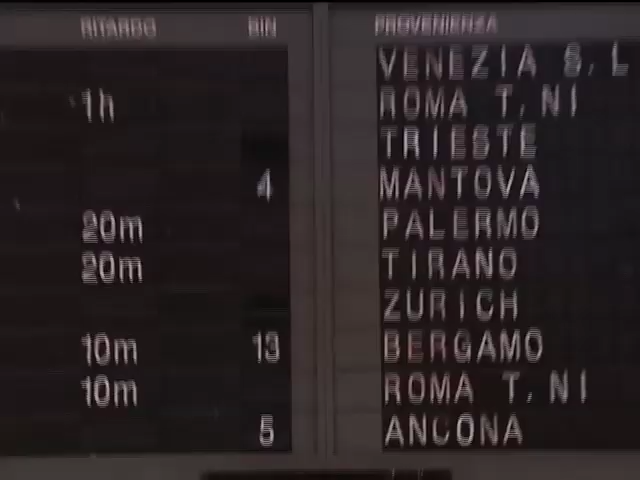 RITARDO BIN PROVENIENZA
VENEZIA S. L
1h ROMA T. NI
TRIESTE
4 MANTOVA
20m PALERMO
20m TIRANO
ZURICH
10m 13 BERGAMO
10m ROMA T. NI
5 ANCONA